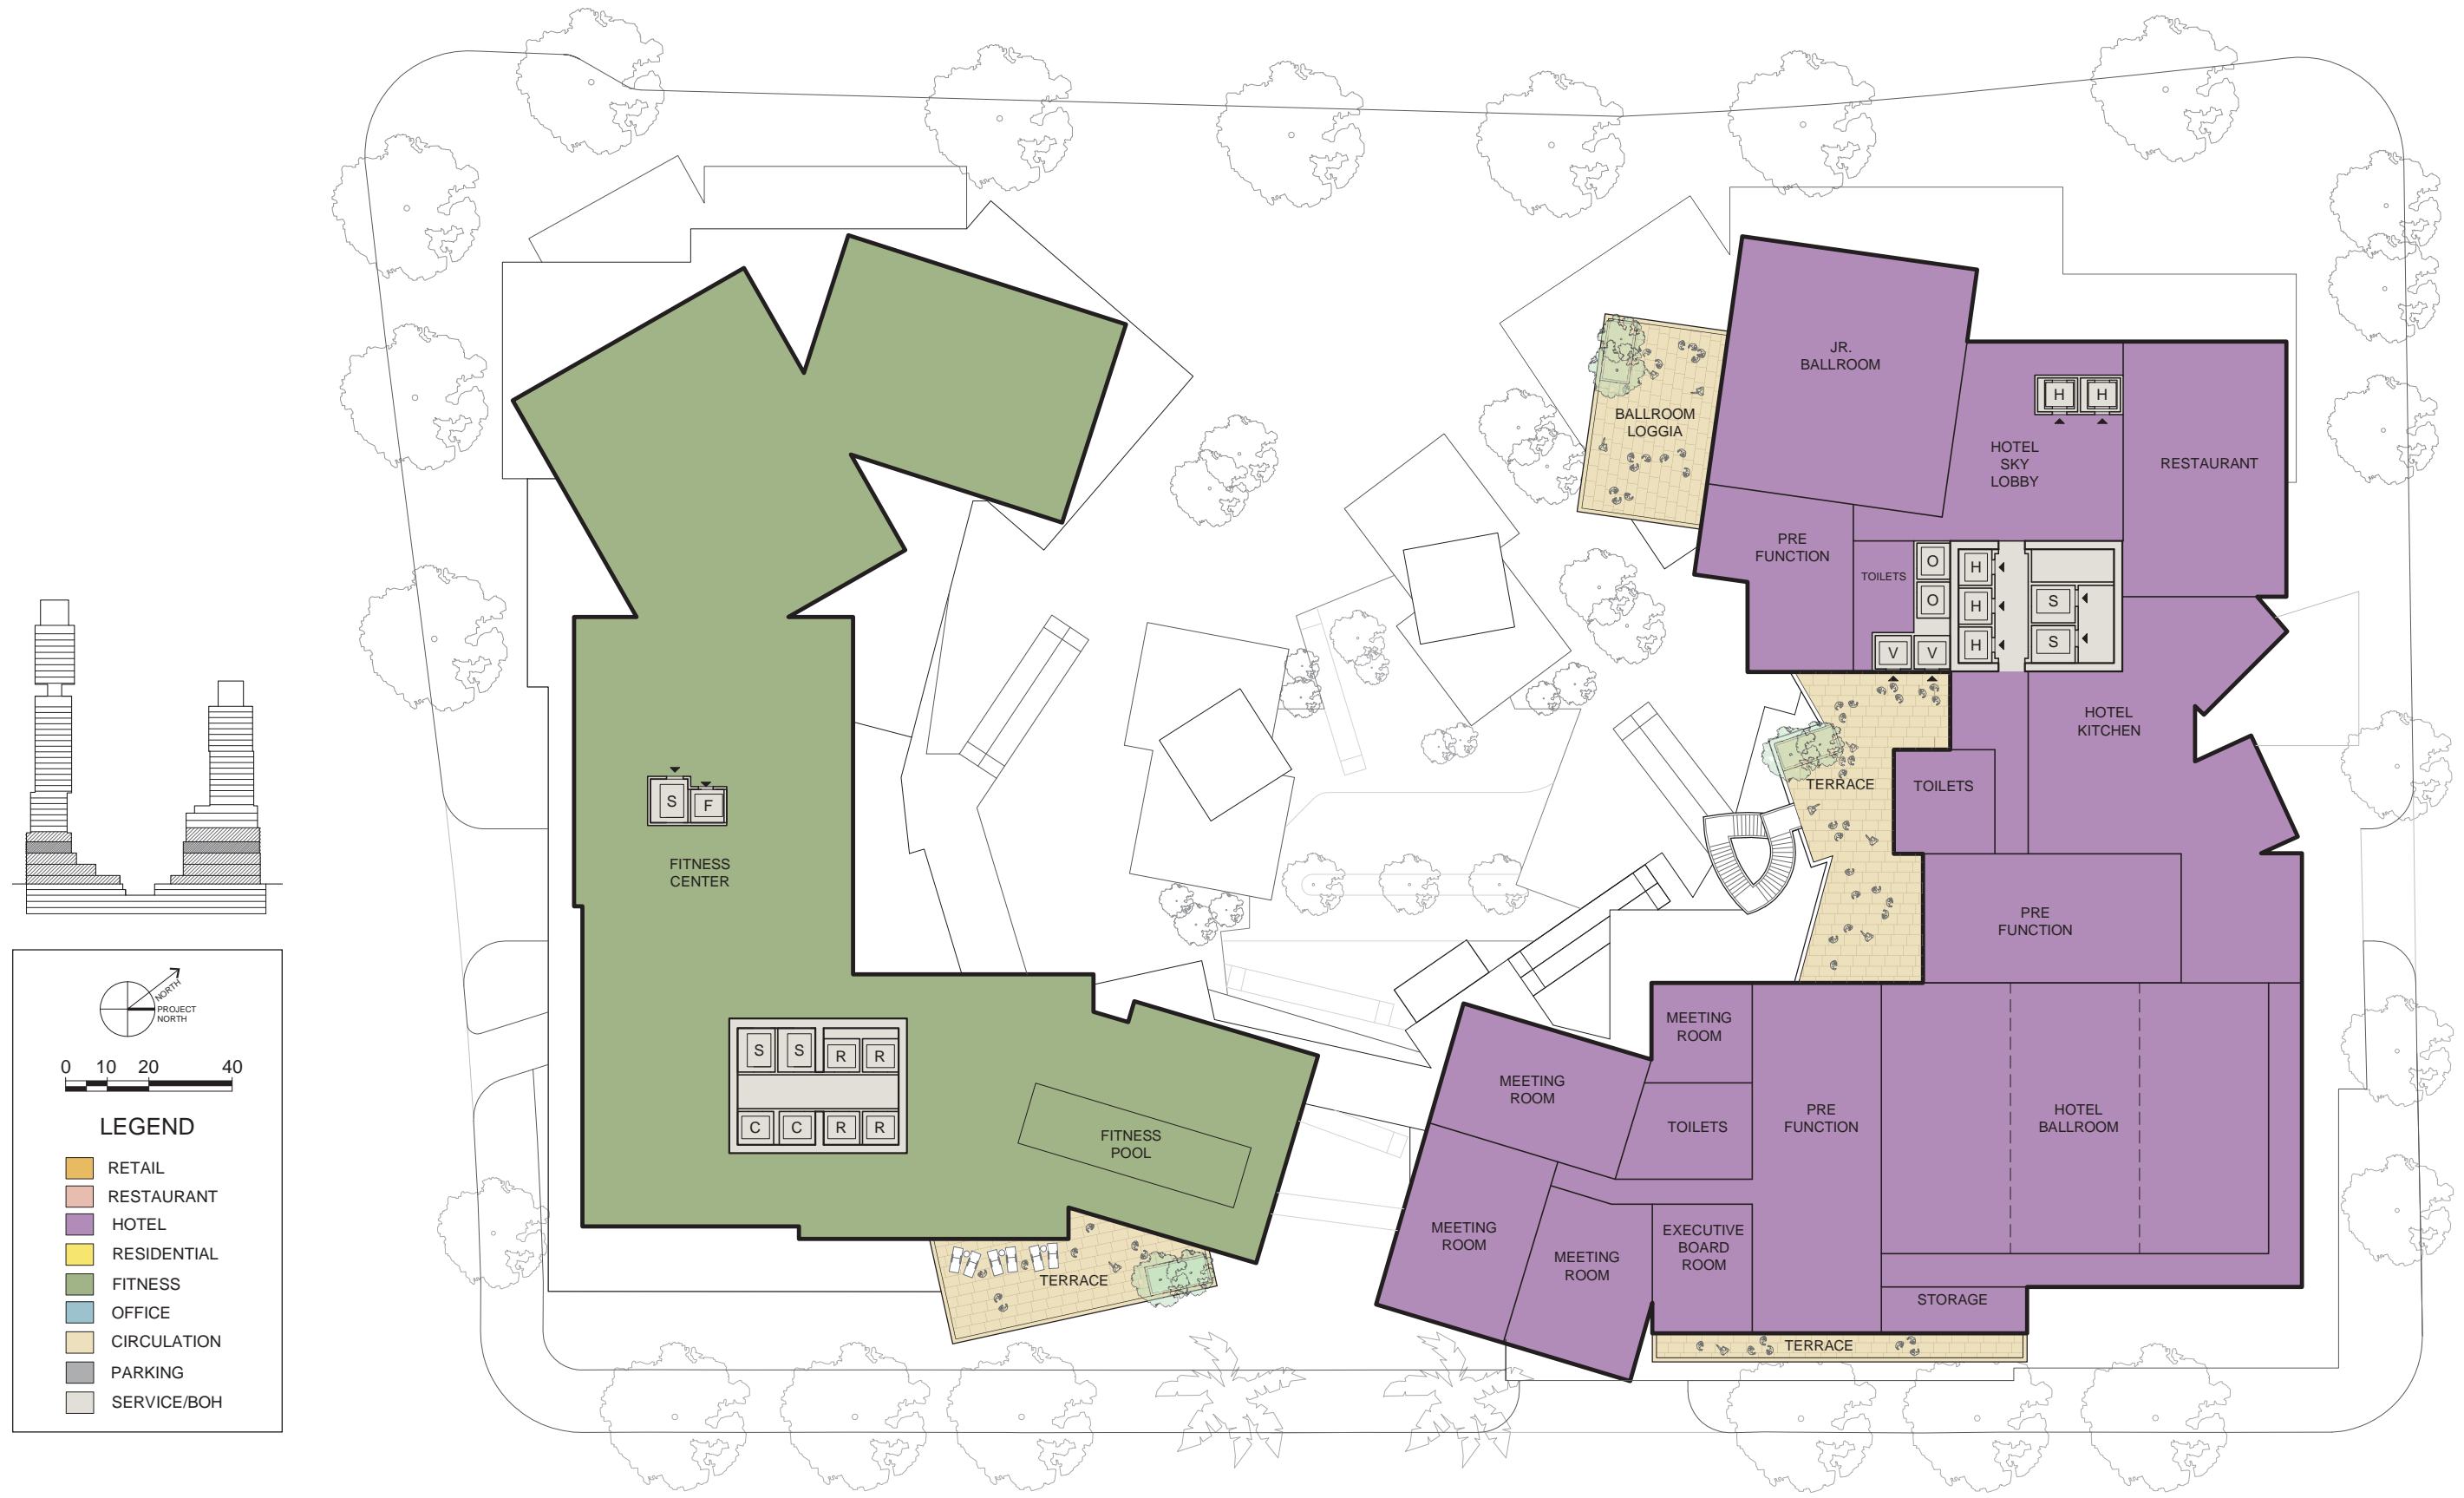 NORTH
PROJECT
NORTH
0 10 20 40
LEGEND
RETAIL
RESTAURANT
HOTEL
RESIDENTIAL
FITNESS
OFFICE
CIRCULATION
PARKING
SERVICE/BOH
S F
FITNESS
CENTER
S S R R
C C R R
FITNESS
POOL
TERRACE
BALLROOM
LOGGIA
JR.
BALLROOM
H H
HOTEL
SKY
LOBBY
RESTAURANT
PRE
FUNCTION
TOILETS
O
O
V V
H
H
H
S
S
HOTEL
KITCHEN
TERRACE
TOILETS
PRE
FUNCTION
MEETING
ROOM
MEETING
ROOM
TOILETS
PRE
FUNCTION
HOTEL
BALLROOM
MEETING
ROOM
MEETING
ROOM
EXECUTIVE
BOARD
ROOM
STORAGE
TERRACE